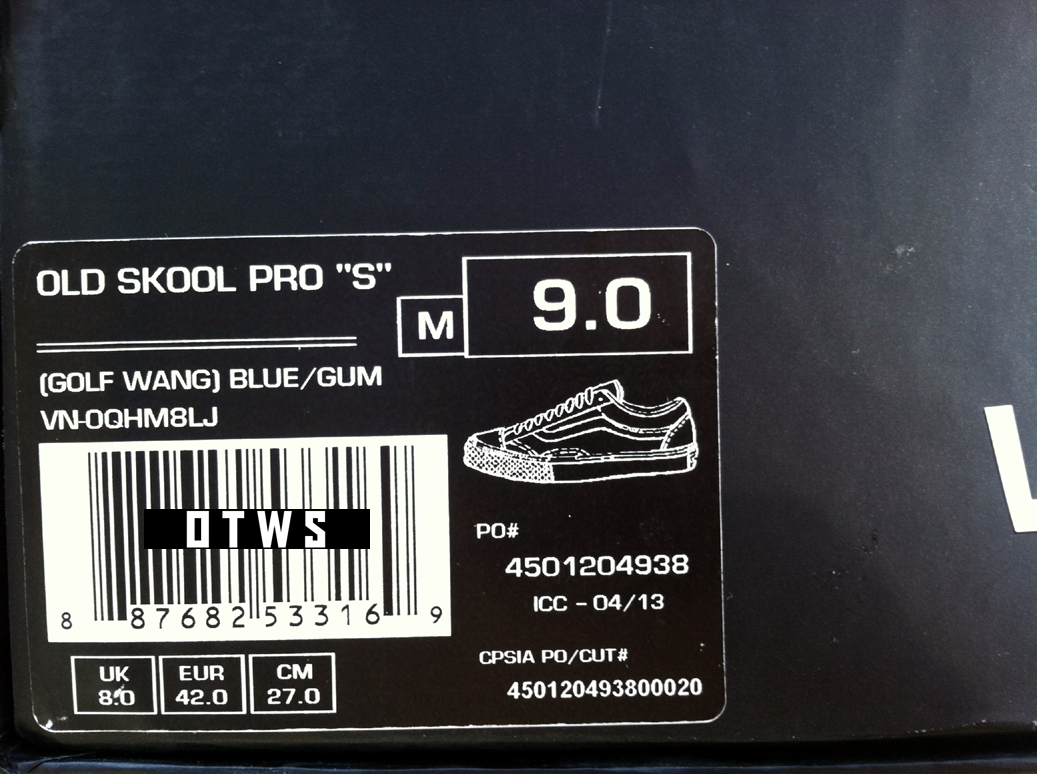 OLD SKOOL PRO "S"
M 9.0
(GOLF WANG) BLUE/GUM
VN-0QHM8LJ
OTWS
8 87682 53316 9
PO#
4501204938
ICC - 04/13
CPSIA PO/CUT#
450120493800020
UK EUR CM
8.0 42.0 27.0